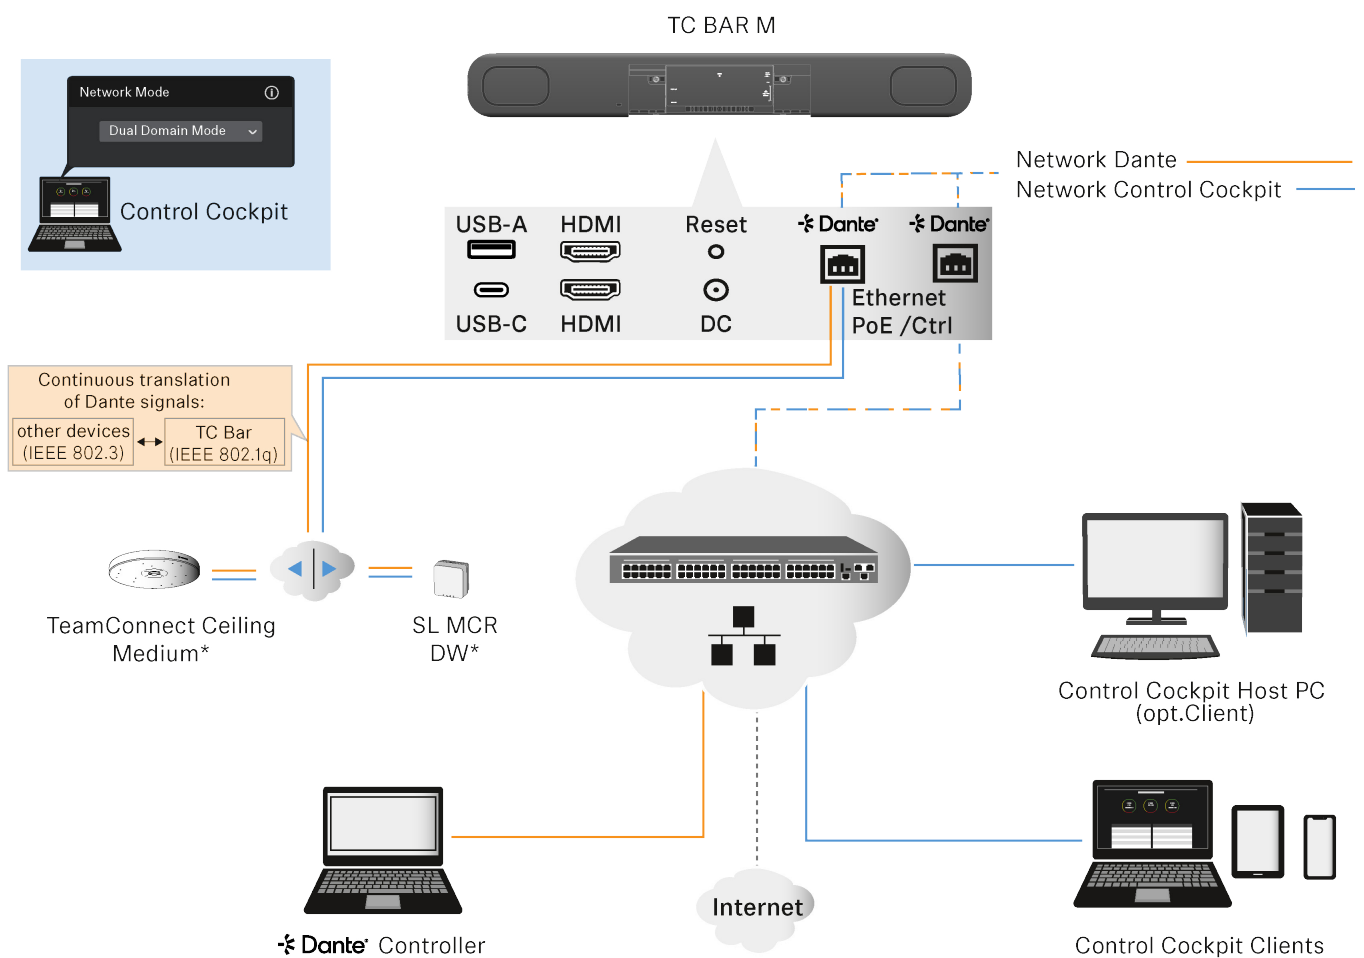 TC BAR M
Network Mode
Dual Domain Mode
Control Cockpit
Network Dante
Network Control Cockpit
USB-A HDMI Reset Dante Dante
USB-C HDMI DC
Ethernet
PoE /Ctrl
Continuous translation
of Dante signals:
other devices
(IEEE 802.3)
TC Bar
(IEEE 802.1q)
TeamConnect Ceiling
Medium*
SL MCR
DW*
Control Cockpit Host PC
(opt.Client)
Internet
Dante Controller
Control Cockpit Clients